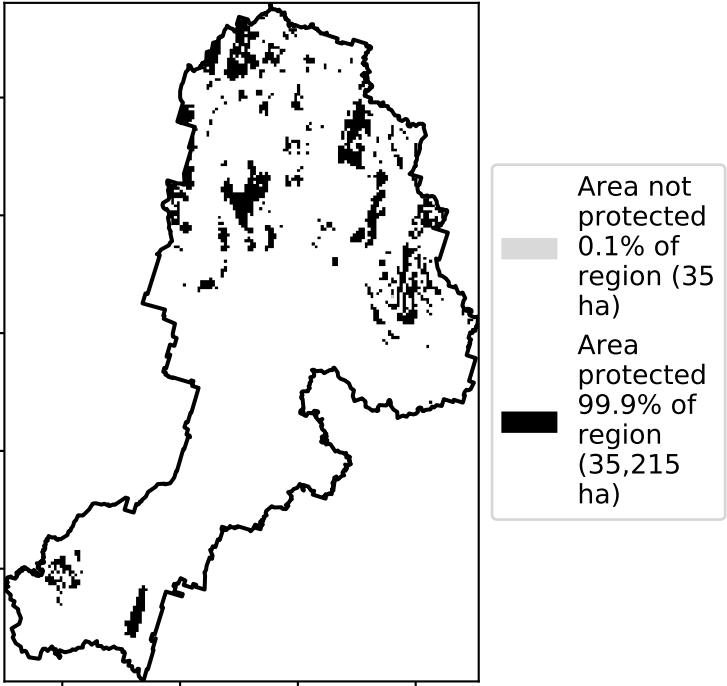 Area not
protected
0.1% of
region (35
ha)
Area
protected
99.9% of
region
(35,215
ha)